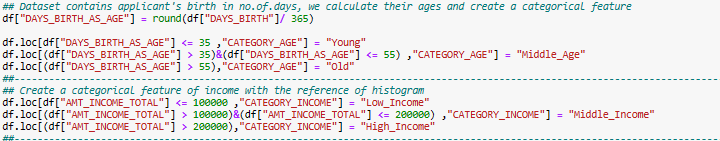 ## Dataset contains applicant's birth in no.of.days, we calculate their ages and create a categorical feature
df["DAYS_BIRTH_AS_AGE"] = round(df["DAYS_BIRTH"]/ 365)
df.loc[df["DAYS_BIRTH_AS_AGE"] <= 35 ,"CATEGORY_AGE"] = "Young"
df.loc[(df["DAYS_BIRTH_AS_AGE"] > 35)&(df["DAYS_BIRTH_AS_AGE"] <= 55) ,"CATEGORY_AGE"] = "Middle_Age"
df.loc[(df["DAYS_BIRTH_AS_AGE"] > 55),"CATEGORY_AGE"] = "Old"
##-----------------------------------------------------------------------------------------------------------------
## Create a categorical feature of income with the reference of histogram
df.loc[df["AMT_INCOME_TOTAL"] <= 100000 ,"CATEGORY_INCOME"] = "Low_Income"
df.loc[(df["AMT_INCOME_TOTAL"] > 100000)&(df["AMT_INCOME_TOTAL"] <= 200000) ,"CATEGORY_INCOME"] = "Middle_Income"
df.loc[(df["AMT_INCOME_TOTAL"] > 200000),"CATEGORY_INCOME"] = "High_Income"
##-----------------------------------------------------------------------------------------------------------------